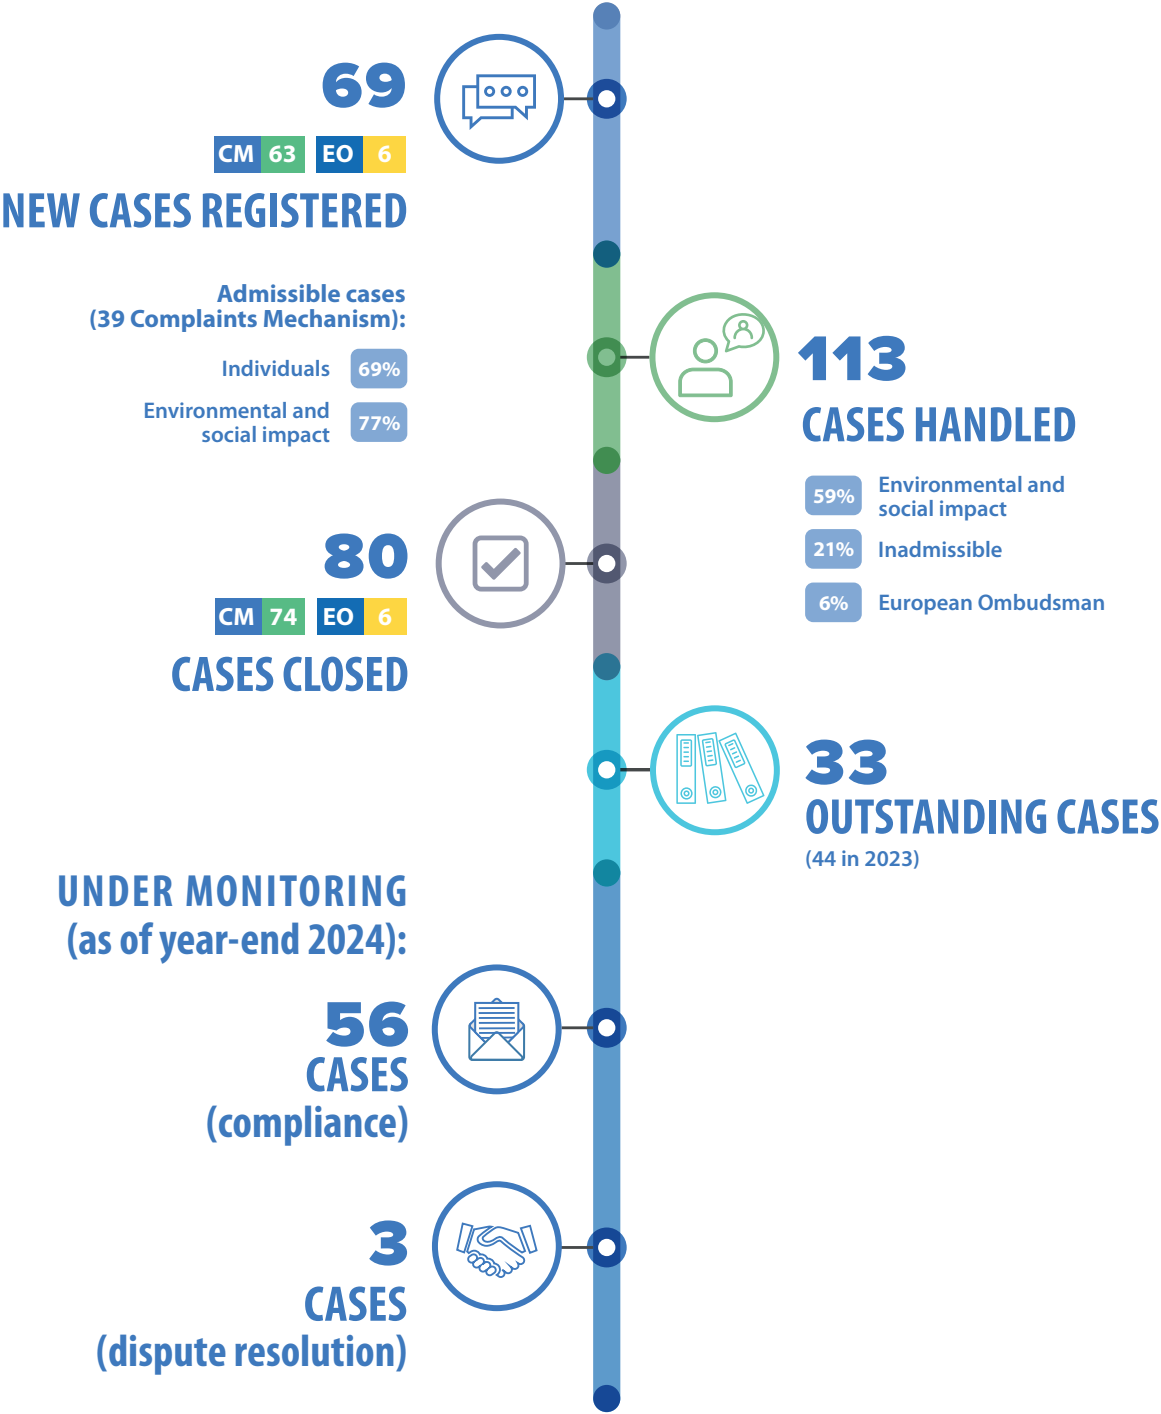 69
CM 63 EO 6
NEW CASES REGISTERED
Admissible cases
(39 Complaints Mechanism):
Individuals 69%
Environmental and
social impact 77%
113
CASES HANDLED
59% Environmental and
social impact
21% Inadmissible
6% European Ombudsman
80
CM 74 EO 6
CASES CLOSED
33
OUTSTANDING CASES
(44 in 2023)
UNDER MONITORING
(as of year-end 2024):
56
CASES
(compliance)
3
CASES
(dispute resolution)